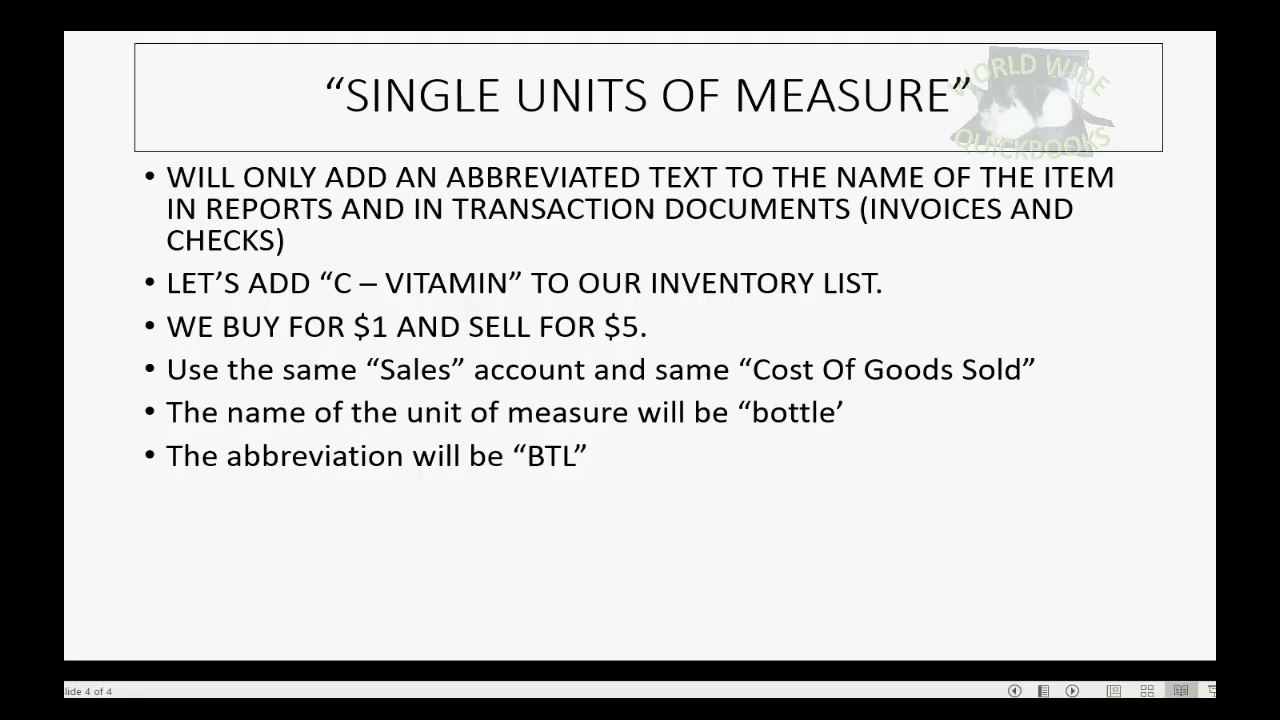 “SINGLE UNITS OF MEASURE”
WORLD WIDE
QUICKBOOKS
• WILL ONLY ADD AN ABBREVIATED TEXT TO THE NAME OF THE ITEM
IN REPORTS AND IN TRANSACTION DOCUMENTS (INVOICES AND
CHECKS)
• LET’S ADD “C – VITAMIN” TO OUR INVENTORY LIST.
• WE BUY FOR $1 AND SELL FOR $5.
• Use the same “Sales” account and same “Cost Of Goods Sold”
• The name of the unit of measure will be “bottle’
• The abbreviation will be “BTL”
lide 4 of 4